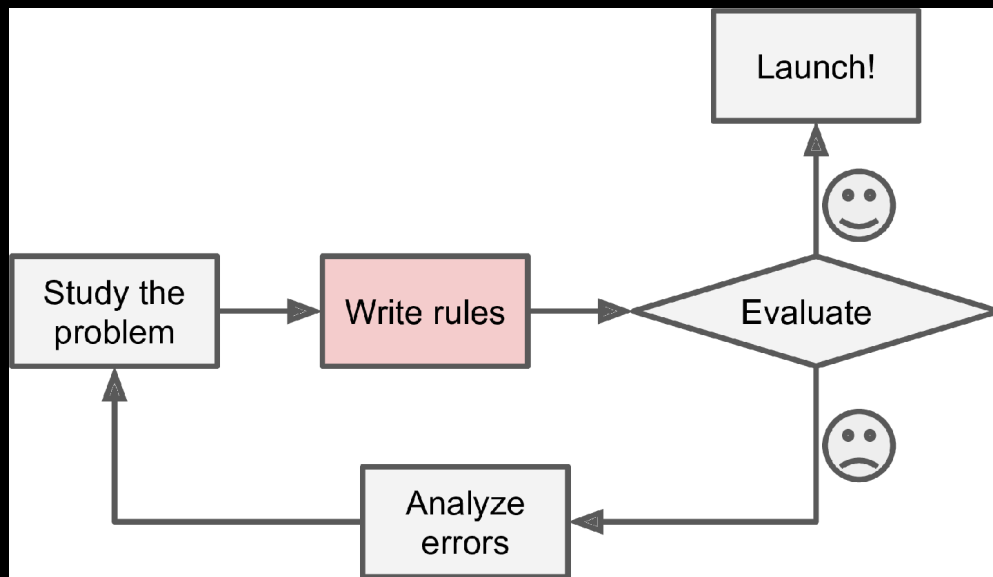 Launch!
Study the
problem
Write rules
Evaluate
Analyze
errors